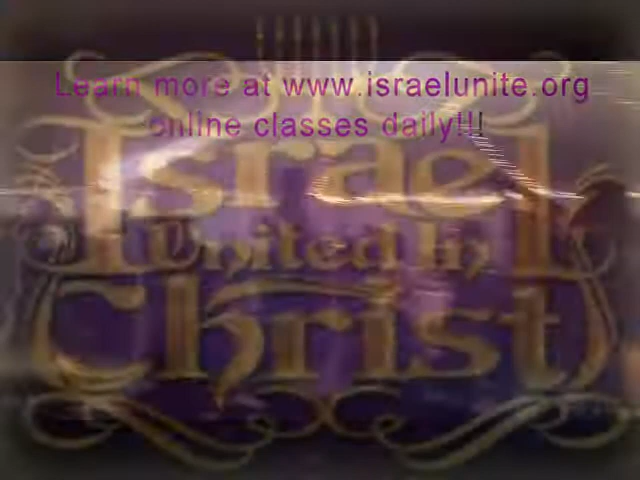 Learn more at www.israelunite.org
online classes daily!!!
Israel
United In
Christ